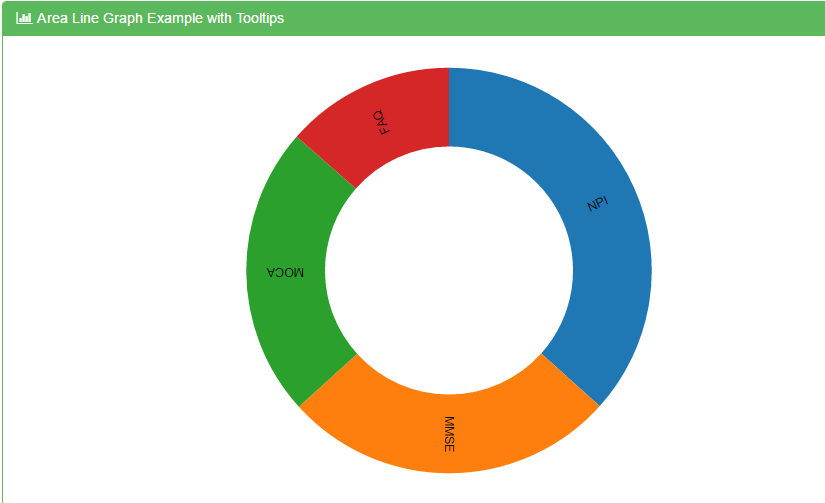 Area Line Graph Example with Tooltips
FAQ
NPI
MOCA
MMSE